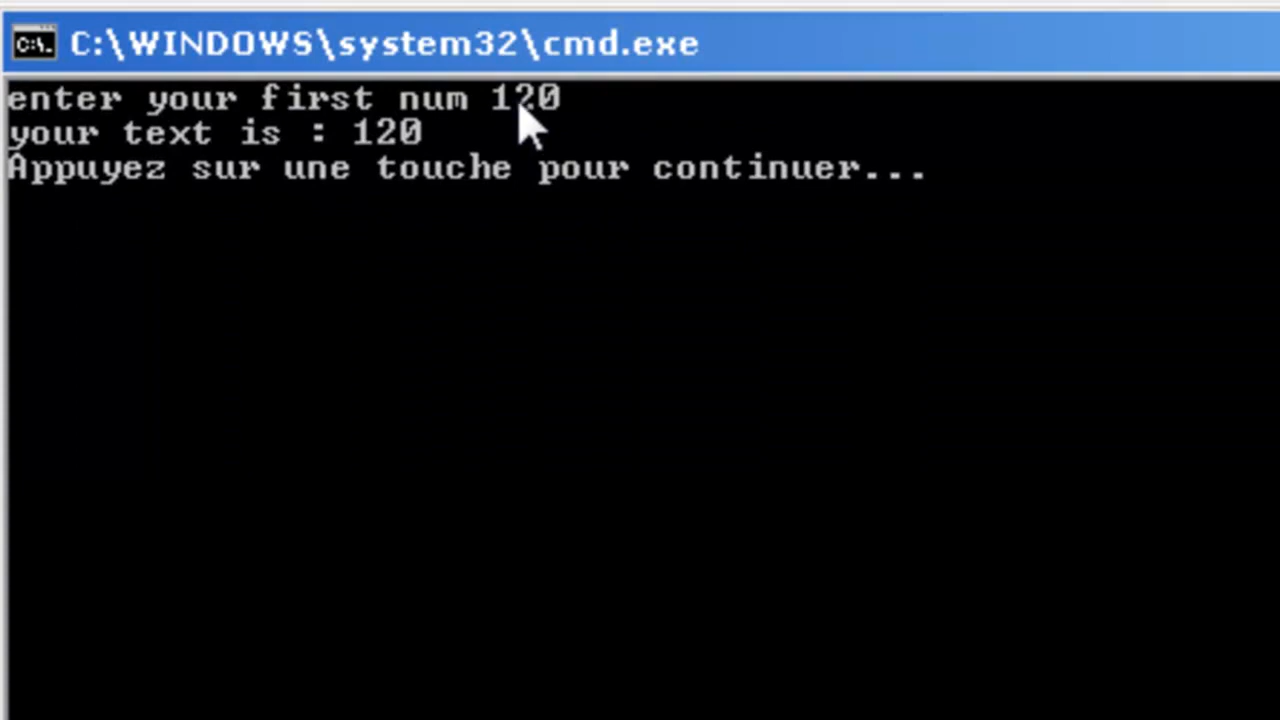 C:\WINDOWS\system32\cmd.exe
enter your first num 120
your text is : 120
Appuyez sur une touche pour continuer...